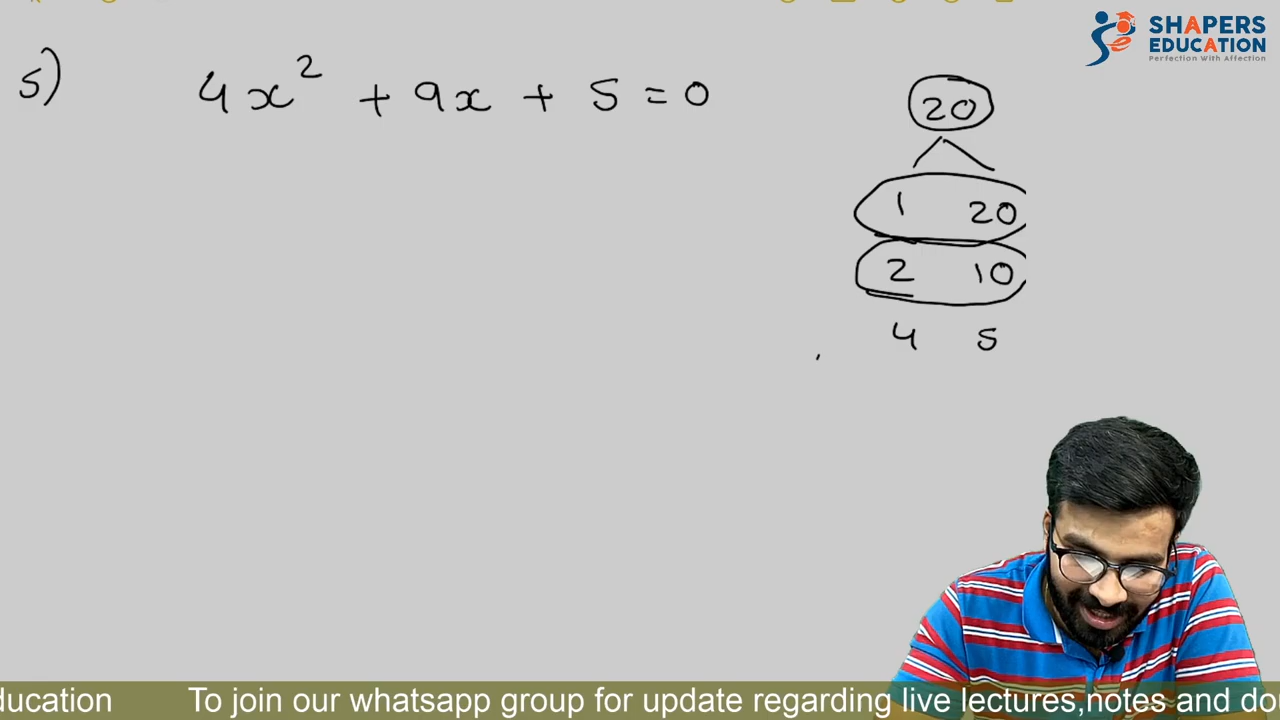 SHAPERS
EDUCATION
Perfection With Affection
5) 4x² + 9x + 5 = 0
20
1 20
2 10
4 5
ducation To join our whatsapp group for update regarding live lectures,notes and do